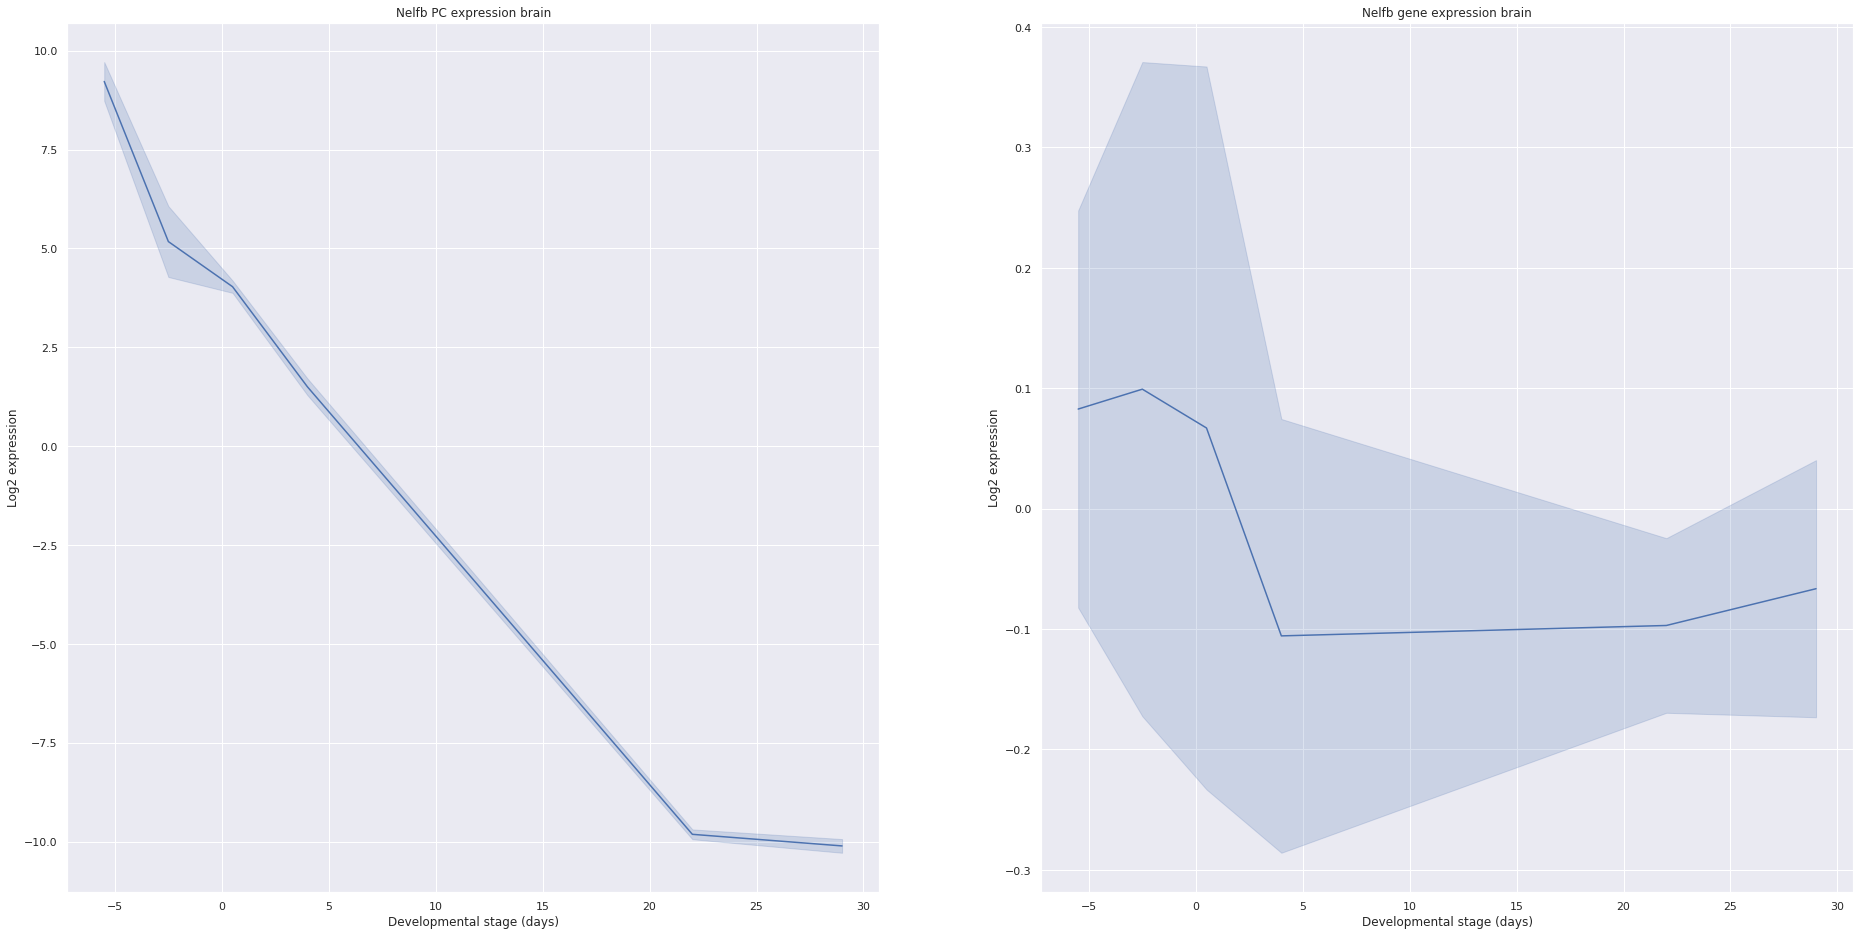 Nelfb PC expression brain
10.0
7.5
5.0
2.5
0.0
−2.5
−5.0
−7.5
−10.0
Log2 expression
−5 0 5 10 15 20 25 30
Developmental stage (days)
Nelfb gene expression brain
0.4
0.3
0.2
0.1
0.0
−0.1
−0.2
−0.3
Log2 expression
−5 0 5 10 15 20 25 30
Developmental stage (days)